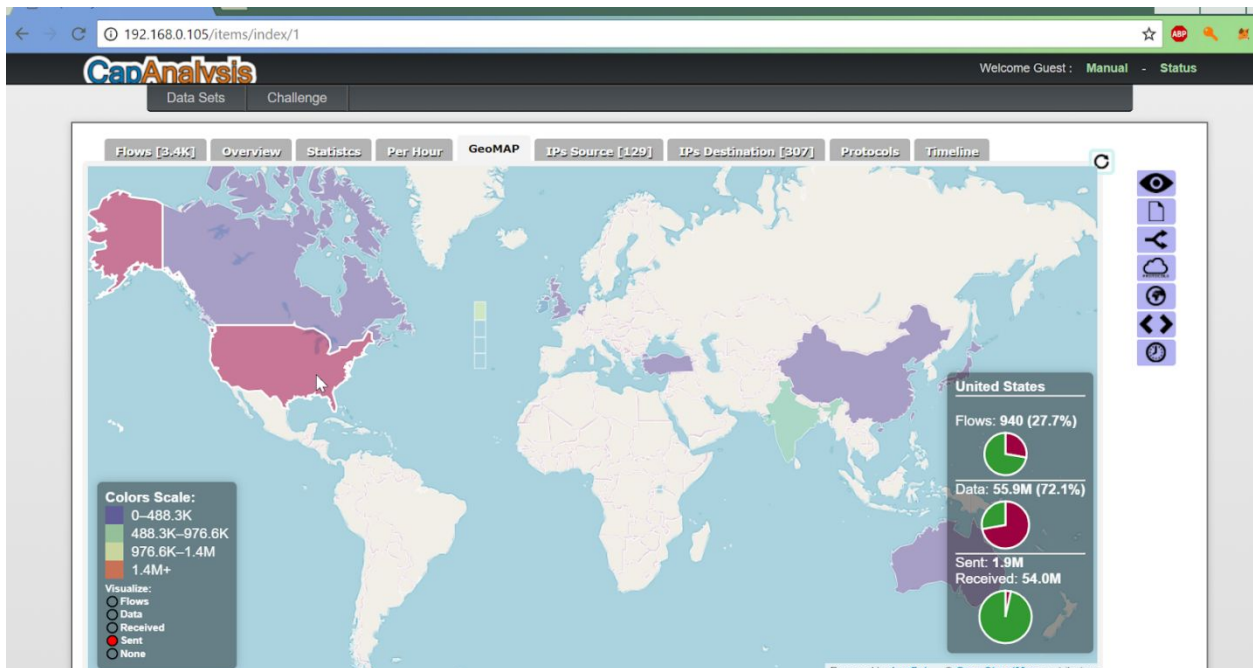 192.168.0.105/items/index/1
ABP
CapAnalysis
Welcome Guest : Manual - Status
Data Sets Challenge
Flows [3.4K] Overview Statistcs Per Hour GeoMAP IPs Source [129] IPs Destination [307] Protocols Timeline
United States
Flows: 940 (27.7%)
Data: 55.9M (72.1%)
Sent: 1.9M
Received: 54.0M
Colors Scale:
0–488.3K
488.3K–976.6K
976.6K–1.4M
1.4M+
Visualize:
Flows
Data
Received
Sent
None